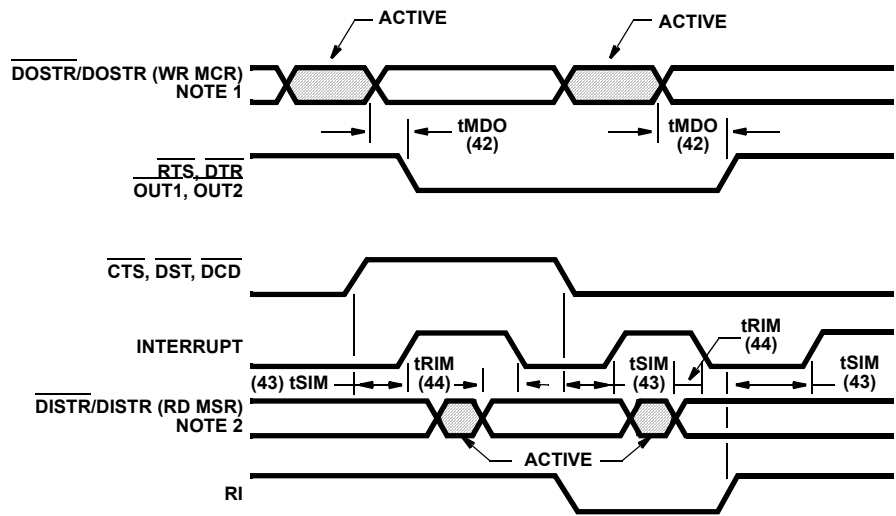 ACTIVE
ACTIVE
DOSTR/DOSTR (WR MCR)
NOTE 1
tMDO
(42)
tMDO
(42)
RTS, DTR
OUT1, OUT2
CTS, DST, DCD
INTERRUPT
tRIM
(44)
(43) tSIM
tRIM
(44)
tSIM
(43)
tSIM
(43)
DISTR/DISTR (RD MSR)
NOTE 2
ACTIVE
RI